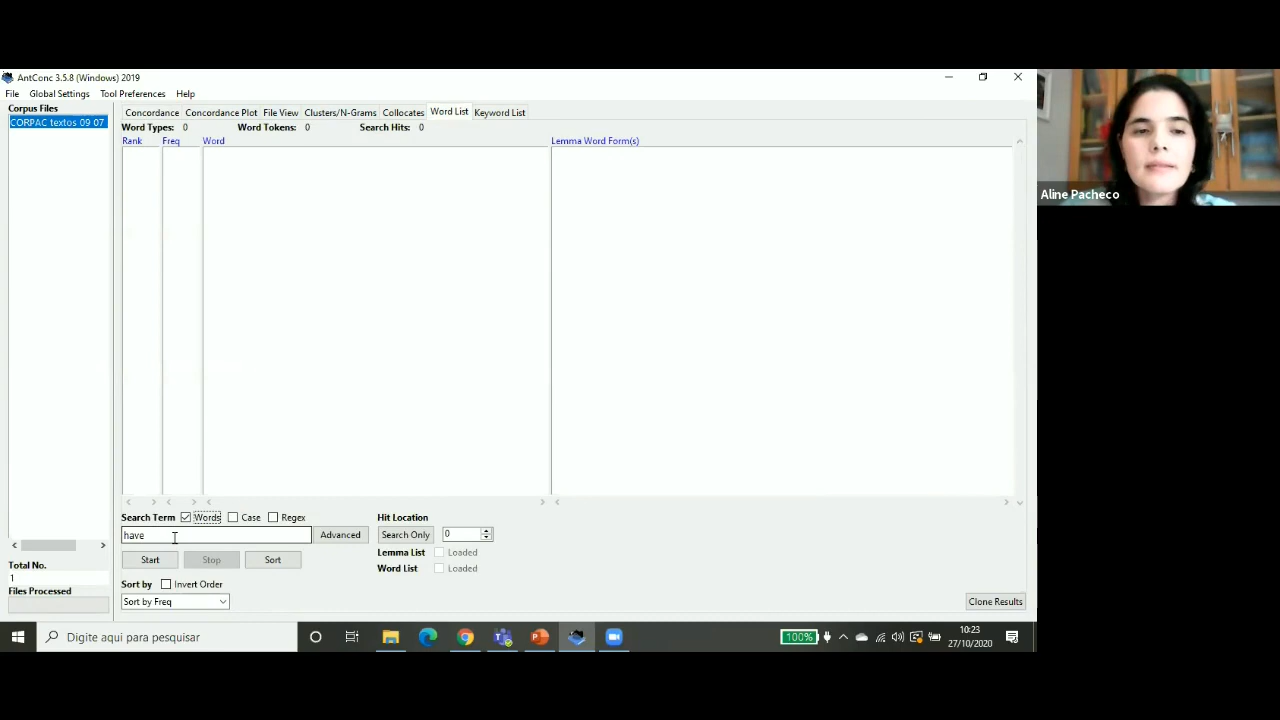 AntConc 3.5.8 (Windows) 2019
File Global Settings Tool Preferences Help
Corpus Files
CORPAC textos 09 07
Concordance Concordance Plot File View Clusters/N-Grams Collocates Word List Keyword List
Word Types: 0 Word Tokens: 0 Search Hits: 0
Rank Freq Word Lemma Word Form(s)
Aline Pacheco
Search Term Words Case Regex Hit Location
have Advanced Search Only 0
Start Stop Sort Lemma List Loaded
Word List Loaded
Total No.
1
Files Processed
Sort by Invert Order
Sort by Freq Clone Results
Digite aqui para pesquisar 100% 10:23
27/10/2020